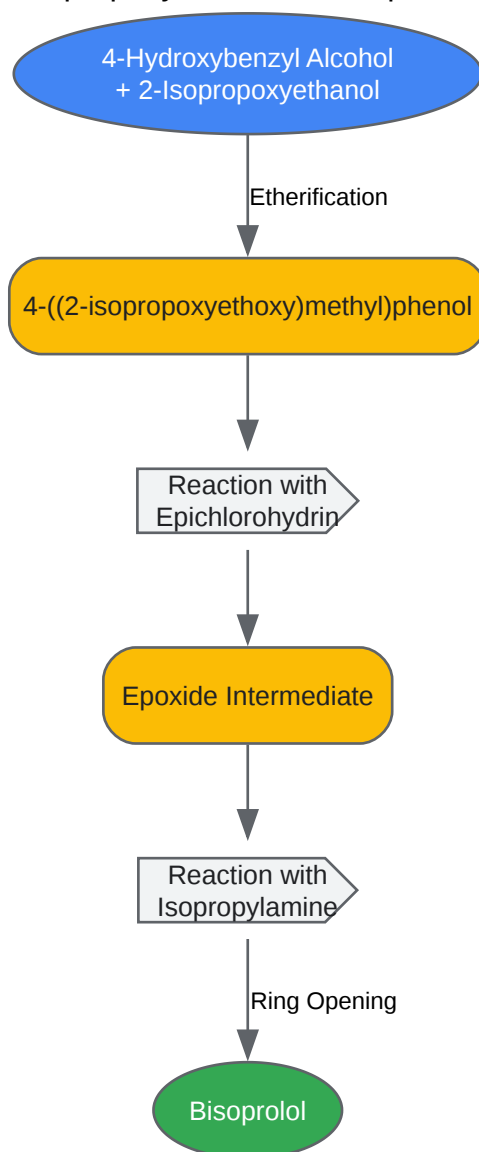 4-Hydroxybenzyl Alcohol
+ 2-Isopropoxyethanol
Etherification
4-((2-isopropoxyethoxy)methyl)phenol
Reaction with
Epichlorohydrin
Epoxide Intermediate
Reaction with
Isopropylamine
Ring Opening
Bisoprolol